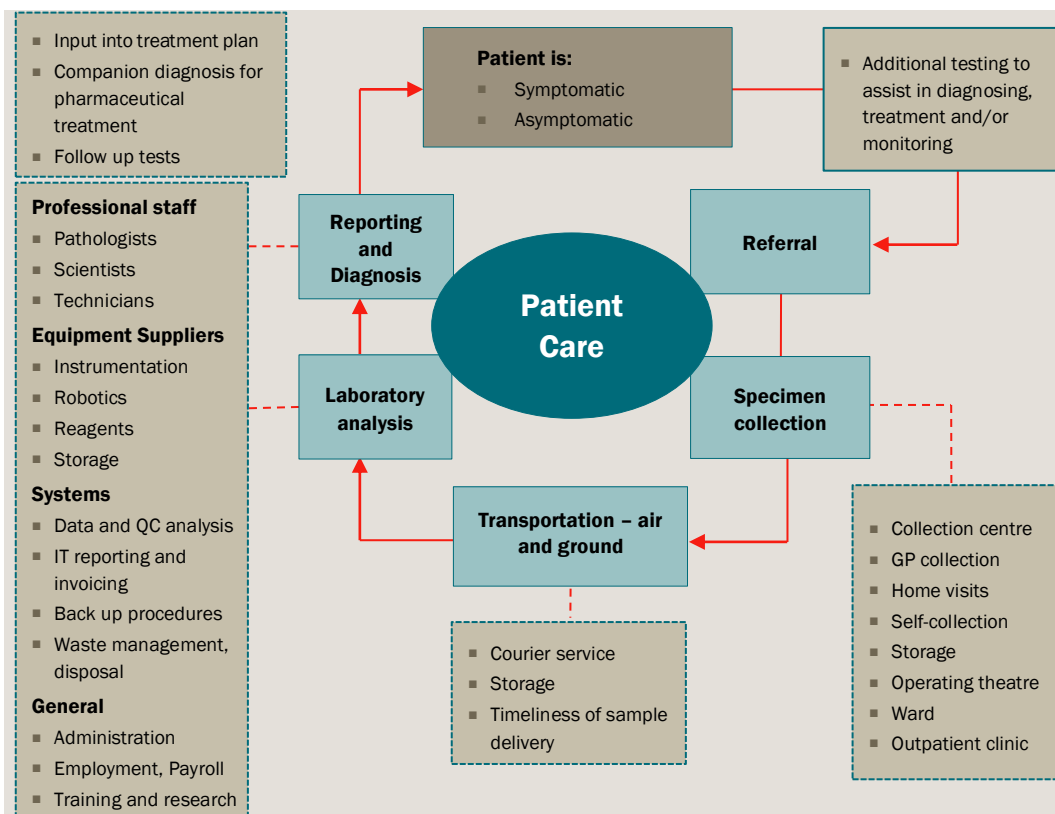 Input into treatment plan
Companion diagnosis for
pharmaceutical
treatment
Follow up tests
Patient is:
Symptomatic
Asymptomatic
Additional testing to
assist in diagnosing,
treatment and/or
monitoring
Professional staff
Pathologists
Scientists
Technicians
Equipment Suppliers
Instrumentation
Robotics
Reagents
Storage
Systems
Data and QC analysis
IT reporting and
invoicing
Back up procedures
Waste management,
disposal
General
Administration
Employment, Payroll
Training and research
Reporting
and
Diagnosis
Referral
Patient
Care
Laboratory
analysis
Specimen
collection
Transportation – air
and ground
Courier service
Storage
Timeliness of sample
delivery
Collection centre
GP collection
Home visits
Self-collection
Storage
Operating theatre
Ward
Outpatient clinic